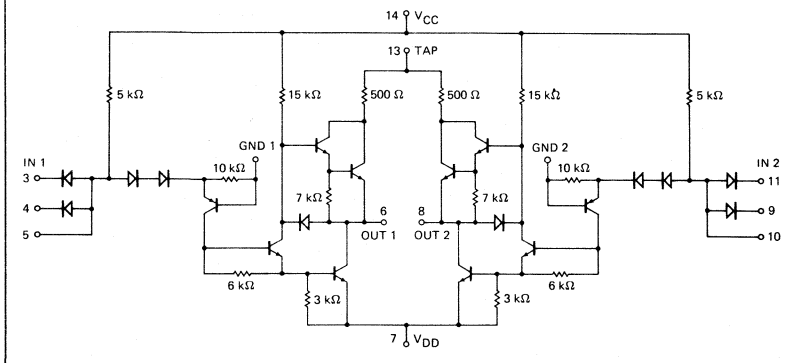 14 VCC
13 TAP
5 kΩ
15 kΩ
500 Ω
500 Ω
15 kΩ
5 kΩ
GND 1
GND 2
IN 1
IN 2
3
10 kΩ
10 kΩ
11
4
7 kΩ
7 kΩ
9
6
8
5
OUT 1
OUT 2
10
6 kΩ
6 kΩ
3 kΩ
3 kΩ
7 VDD